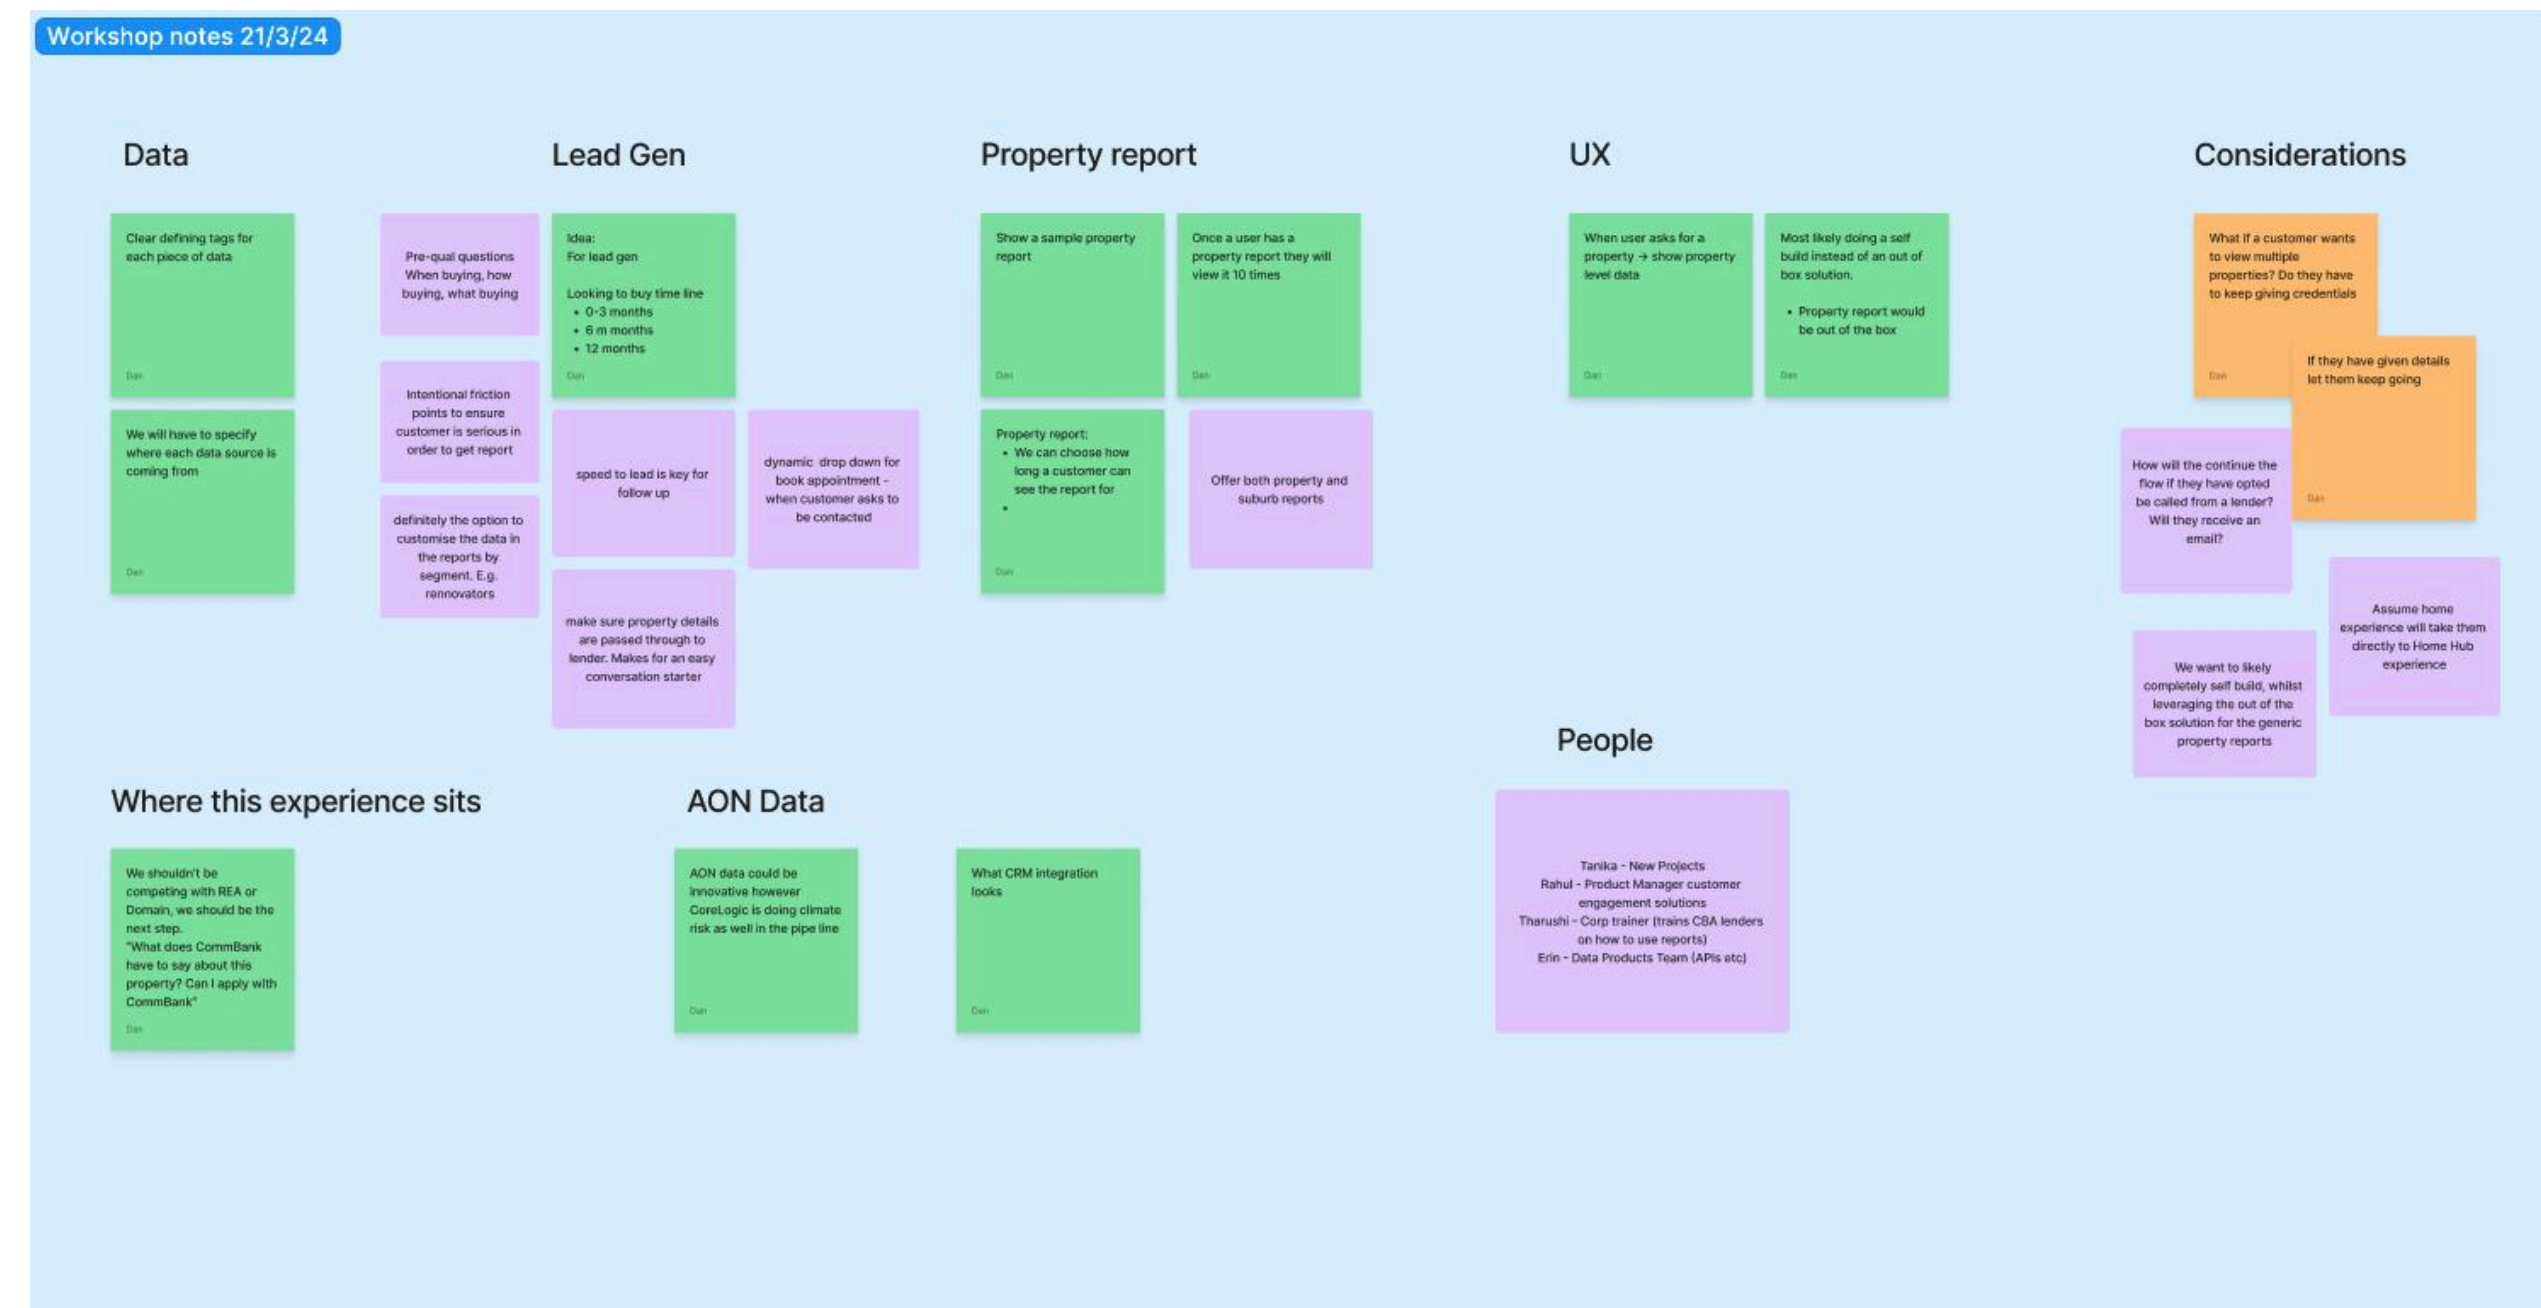 Workshop notes 21/3/24
Data
Clear defining tags for
each piece of data
Dan
We will have to specify
where each data source is
coming from
Dan
Lead Gen
Pre-qual questions
When buying, how
buying, what buying
Intentional friction
points to ensure
customer is serious in
order to get report
definitely the option to
customise the data in
the reports by
segment. E.g.
rennovators
Idea:
For lead gen
Looking to buy time line
• 0-3 months
• 6 m months
• 12 months
Dan
speed to lead is key for
follow up
dynamic drop down for
book appointment -
when customer asks to
be contacted
make sure property details
are passed through to
lender. Makes for an easy
conversation starter
Property report
Show a sample property
report
Dan
Once a user has a
property report they will
view it 10 times
Dan
Property report:
• We can choose how
long a customer can
see the report for
•
Dan
Offer both property and
suburb reports
UX
When user asks for a
property → show property
level data
Dan
Most likely doing a self
build instead of an out of
box solution.
• Property report would
be out of the box
Dan
Considerations
What if a customer wants
to view multiple
properties? Do they have
to keep giving credentials
Dan
If they have given details
let them keep going
Dan
How will the continue the
flow if they have opted
be called from a lender?
Will they receive an
email?
Assume home
experience will take them
directly to Home Hub
experience
We want to likely
completely self build, whilst
leveraging the out of the
box solution for the generic
property reports
Where this experience sits
We shouldn't be
competing with REA or
Domain, we should be the
next step.
"What does CommBank
have to say about this
property? Can I apply with
CommBank"
Dan
AON Data
AON data could be
innovative however
CoreLogic is doing climate
risk as well in the pipe line
Dan
What CRM integration
looks
Dan
People
Tanika - New Projects
Rahul - Product Manager customer
engagement solutions
Tharushi - Corp trainer (trains CBA lenders
on how to use reports)
Erin - Data Products Team (APIs etc)